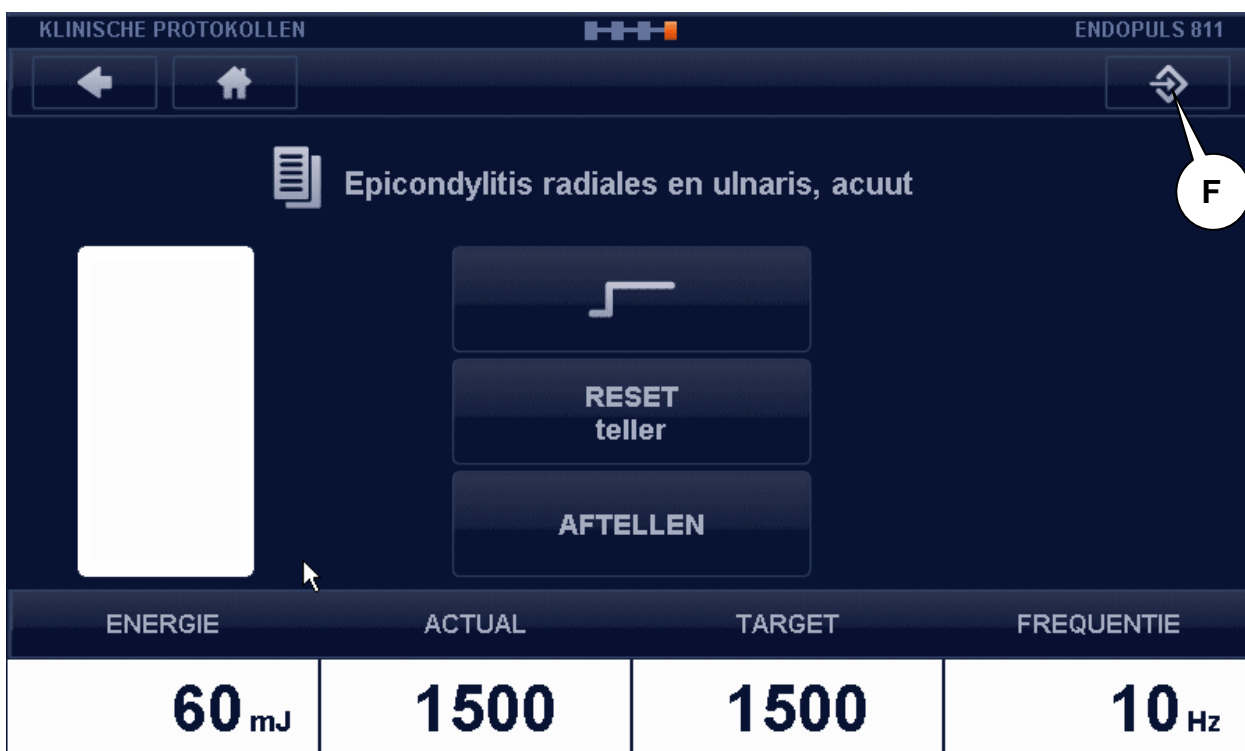 KLINISCHE PROTOKOLLEN
ENDOPULS 811
F
Epicondylitis radiales en ulnaris, acuut
RESET
teller
AFTELLEN
ENERGIE ACTUAL TARGET FREQUENTIE
60 mJ 1500 1500 10 Hz